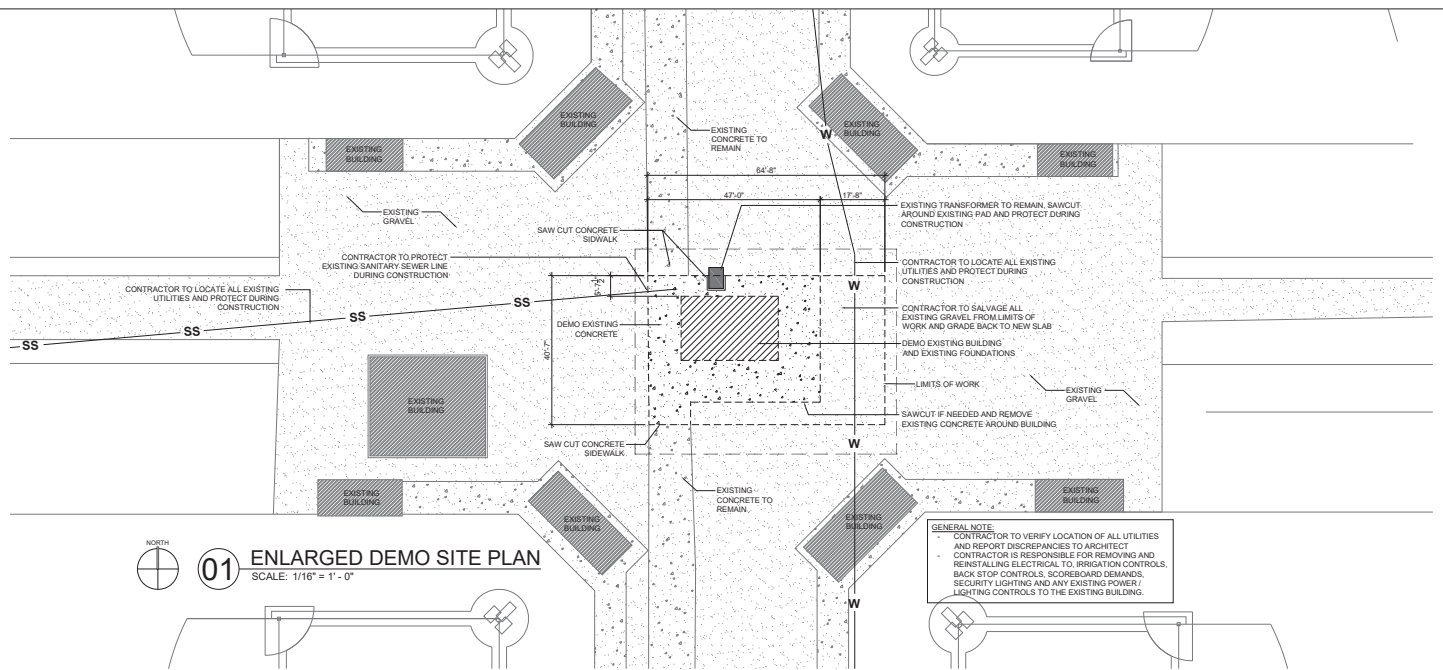 EXISTING
BUILDING
EXISTING
BUILDING
W
EXISTING
CONCRETE TO
REMAIN
EXISTING
BUILDING
EXISTING
BUILDING
64'-8"
47'-0"
17'-8"
EXISTING
GRAVEL
EXISTING TRANSFORMER TO REMAIN, SAWCUT
AROUND EXISTING PAD AND PROTECT DURING
CONSTRUCTION
SAW CUT CONCRETE
SIDWALK
CONTRACTOR TO PROTECT
EXISTING SANITARY SEWER LINE
DURING CONSTRUCTION
CONTRACTOR TO LOCATE ALL EXISTING
UTILITIES AND PROTECT DURING
CONSTRUCTION
CONTRACTOR TO LOCATE ALL EXISTING
UTILITIES AND PROTECT DURING
CONSTRUCTION
W
SS
SS
SS
SS
CONTRACTOR TO SALVAGE ALL
EXISTING GRAVEL FROM LIMITS OF
WORK AND GRADE BACK TO NEW SLAB
DEMO EXISTING
CONCRETE
40'-7"
DEMO EXISTING BUILDING
AND EXISTING FOUNDATIONS
LIMITS OF WORK
EXISTING
GRAVEL
EXISTING
BUILDING
SAWCUT IF NEEDED AND REMOVE
EXISTING CONCRETE AROUND BUILDING
SAW CUT CONCRETE
SIDEWALK
W
EXISTING
CONCRETE TO
REMAIN
EXISTING
BUILDING
EXISTING
BUILDING
EXISTING
BUILDING
EXISTING
BUILDING
NORTH
01
ENLARGED DEMO SITE PLAN
SCALE: 1/16" = 1' - 0"
GENERAL NOTE:
- CONTRACTOR TO VERIFY LOCATION OF ALL UTILITIES
AND REPORT DISCREPANCIES TO ARCHITECT
- CONTRACTOR IS RESPONSIBLE FOR REMOVING AND
REINSTALLING ELECTRICAL TO, IRRIGATION CONTROLS,
BACK STOP CONTROLS, SCOREBOARD DEMANDS,
SECURITY LIGHTING AND ANY EXISTING POWER /
LIGHTING CONTROLS TO THE EXISTING BUILDING.
W